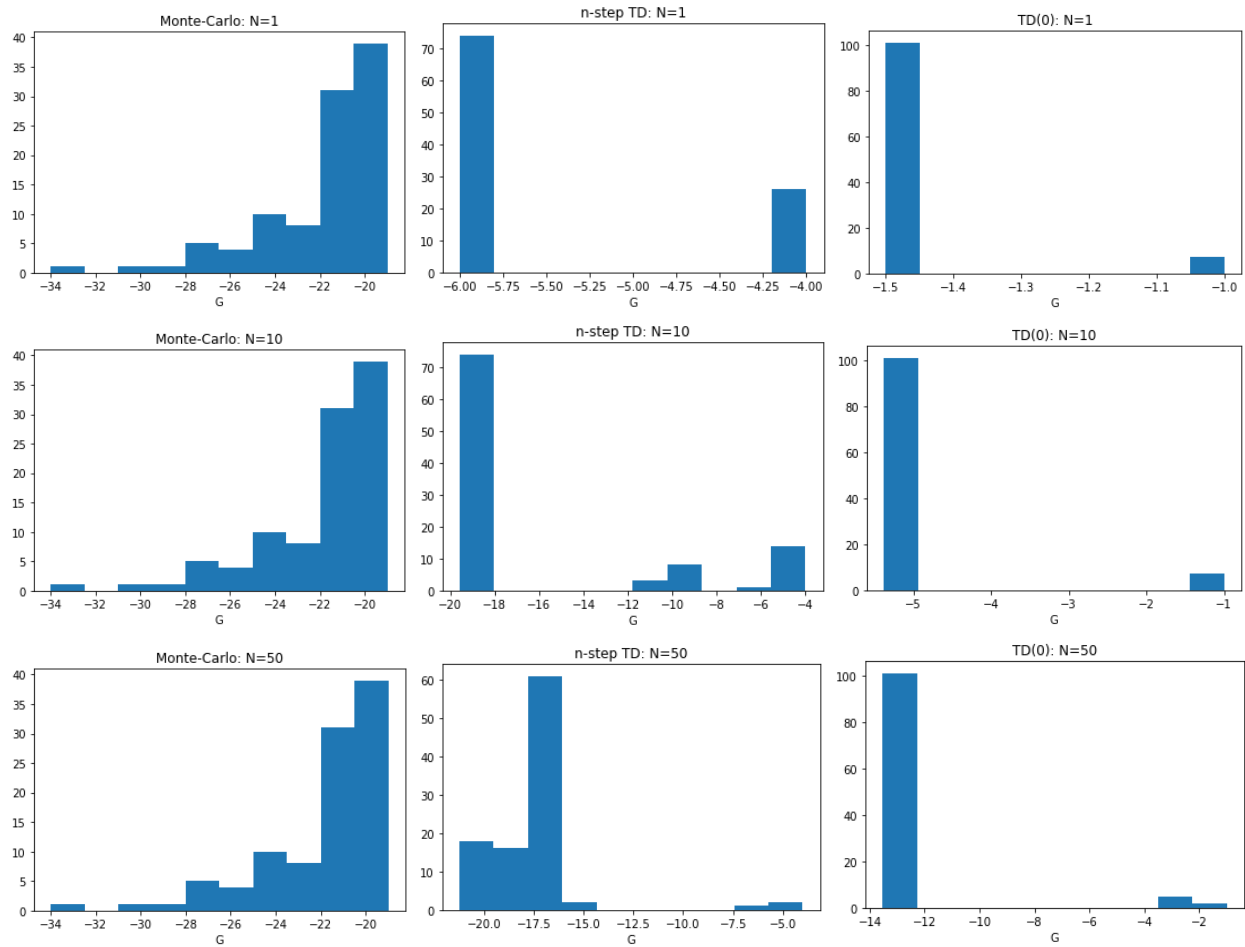 Monte-Carlo: N=1
40
35
30
25
20
15
10
5
0
−34 −32 −30 −28 −26 −24 −22 −20
G
n-step TD: N=1
70
60
50
40
30
20
10
0
−6.00 −5.75 −5.50 −5.25 −5.00 −4.75 −4.50 −4.25 −4.00
G
TD(0): N=1
100
80
60
40
20
0
−1.5 −1.4 −1.3 −1.2 −1.1 −1.0
G
Monte-Carlo: N=10
40
35
30
25
20
15
10
5
0
−34 −32 −30 −28 −26 −24 −22 −20
G
n-step TD: N=10
70
60
50
40
30
20
10
0
−20 −18 −16 −14 −12 −10 −8 −6 −4
G
TD(0): N=10
100
80
60
40
20
0
−5 −4 −3 −2 −1
G
Monte-Carlo: N=50
40
35
30
25
20
15
10
5
0
−34 −32 −30 −28 −26 −24 −22 −20
G
n-step TD: N=50
60
50
40
30
20
10
0
−20.0 −17.5 −15.0 −12.5 −10.0 −7.5 −5.0
G
TD(0): N=50
100
80
60
40
20
0
−14 −12 −10 −8 −6 −4 −2
G